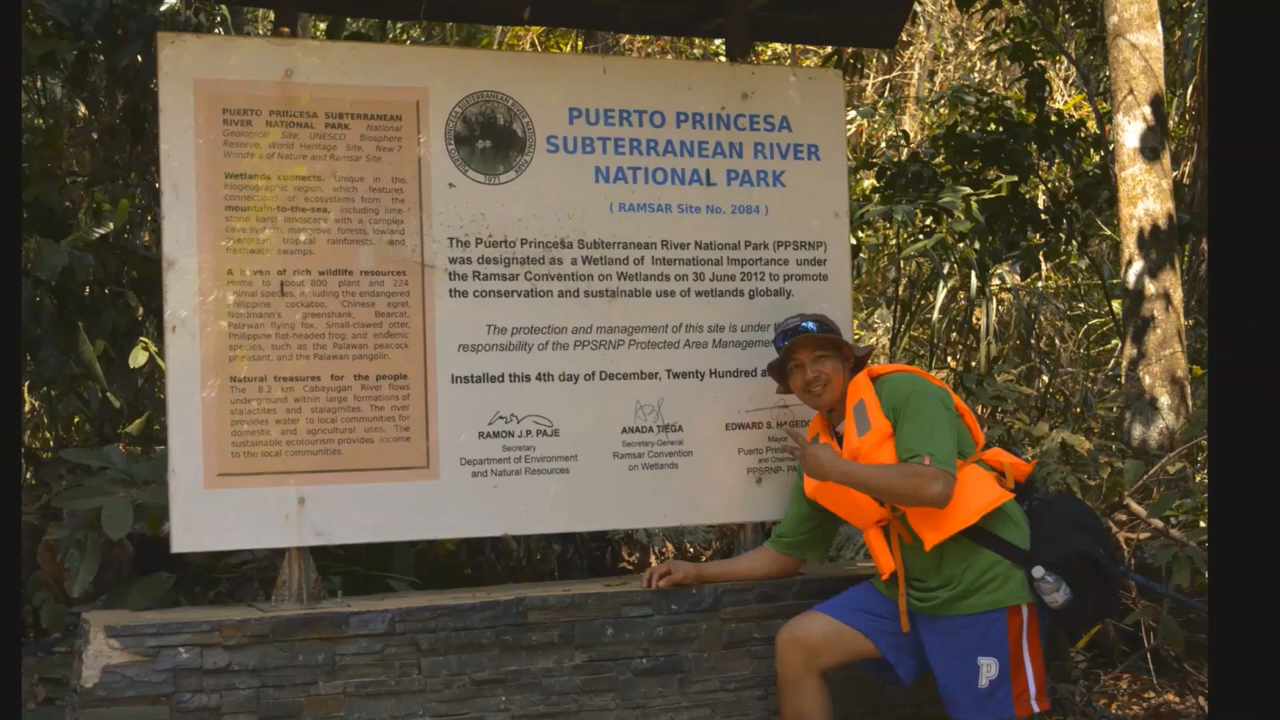 PUERTO PRINCESA SUBTERRANEAN
RIVER NATIONAL PARK. National
Geological Site, UNESCO Biosphere
Reserve, World Heritage Site, New 7
Wonders of Nature and Ramsar Site.
Wetlands connects. Unique in the
biogeographic region, which features
connections of ecosystems from the
mountain-to-the-sea, including lime-
stone karst landscape with a complex
cave system, mangrove forests, lowland
evergreen tropical rainforests, and
freshwater swamps.
A haven of rich wildlife resources
Home to about 800 plant and 224
animal species, including the endangered
Philippine cockatoo, Chinese egret,
Nordmann's greenshank, Bearcat,
Palawan flying fox, Small-clawed otter,
Philippine flat-headed frog; and endemic
species, such as the Palawan peacock
pheasant, and the Palawan pangolin.
Natural treasures for the people.
The 8.2 km Cabayugan River flows
underground within large formations of
stalactites and stalagmites. The river
provides water to local communities for
domestic and agricultural uses. The
sustainable ecotourism provides income
to the local communities.
PUERTO PRINCESA SUBTERRANEAN RIVER NATIONAL PARK
1971
PUERTO PRINCESA
SUBTERRANEAN RIVER
NATIONAL PARK
( RAMSAR Site No. 2084 )
The Puerto Princesa Subterranean River National Park (PPSRNP)
was designated as a Wetland of International Importance under
the Ramsar Convention on Wetlands on 30 June 2012 to promote
the conservation and sustainable use of wetlands globally.
The protection and management of this site is under
responsibility of the PPSRNP Protected Area
Installed this 4th day of December, Twenty Hundred
RAMON J.P. PAJE
Secretary
Department of Environment
and Natural Resources
ANADA TIEGA
Secretary-General
Ramsar Convention
on Wetlands
EDWARD S.
Mayor
Puerto
and
PPSRNP-
P